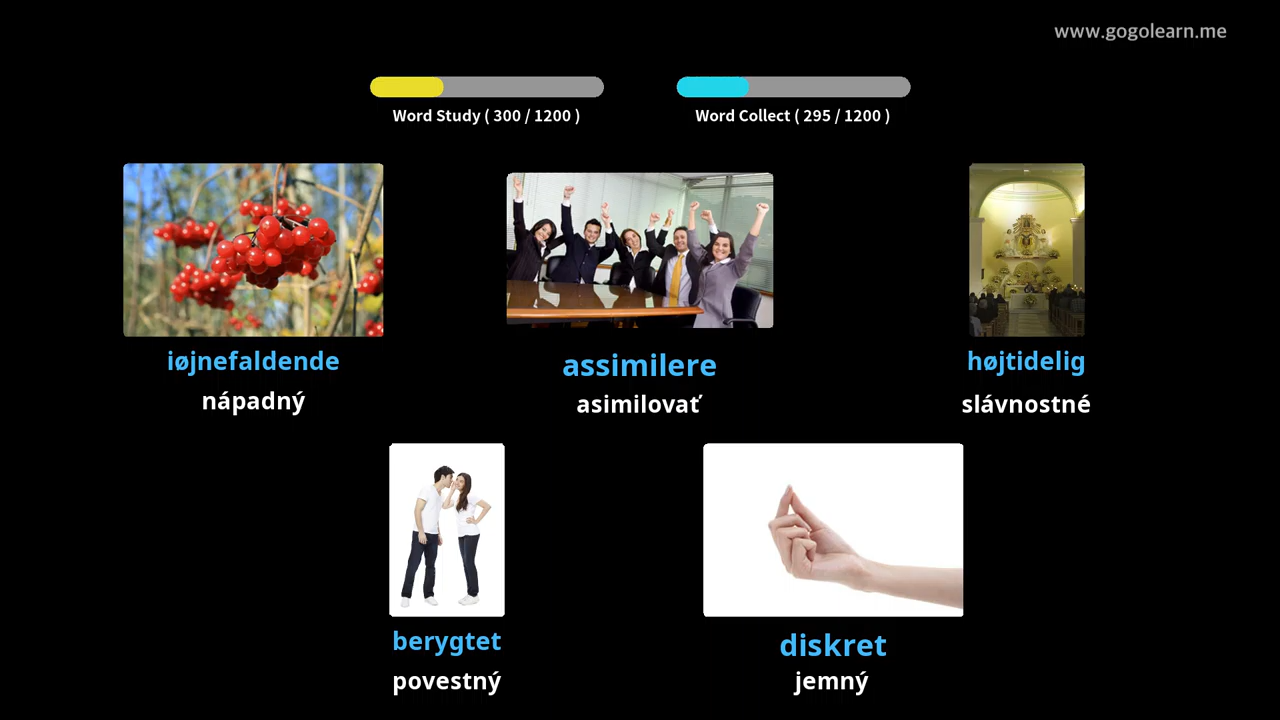 www.gogolearn.me
Word Study ( 300 / 1200 )
Word Collect ( 295 / 1200 )
iøjnefaldende
nápadný
assimilere
asimilovať
højtidelig
slávnostné
berygtet
povestný
diskret
jemný